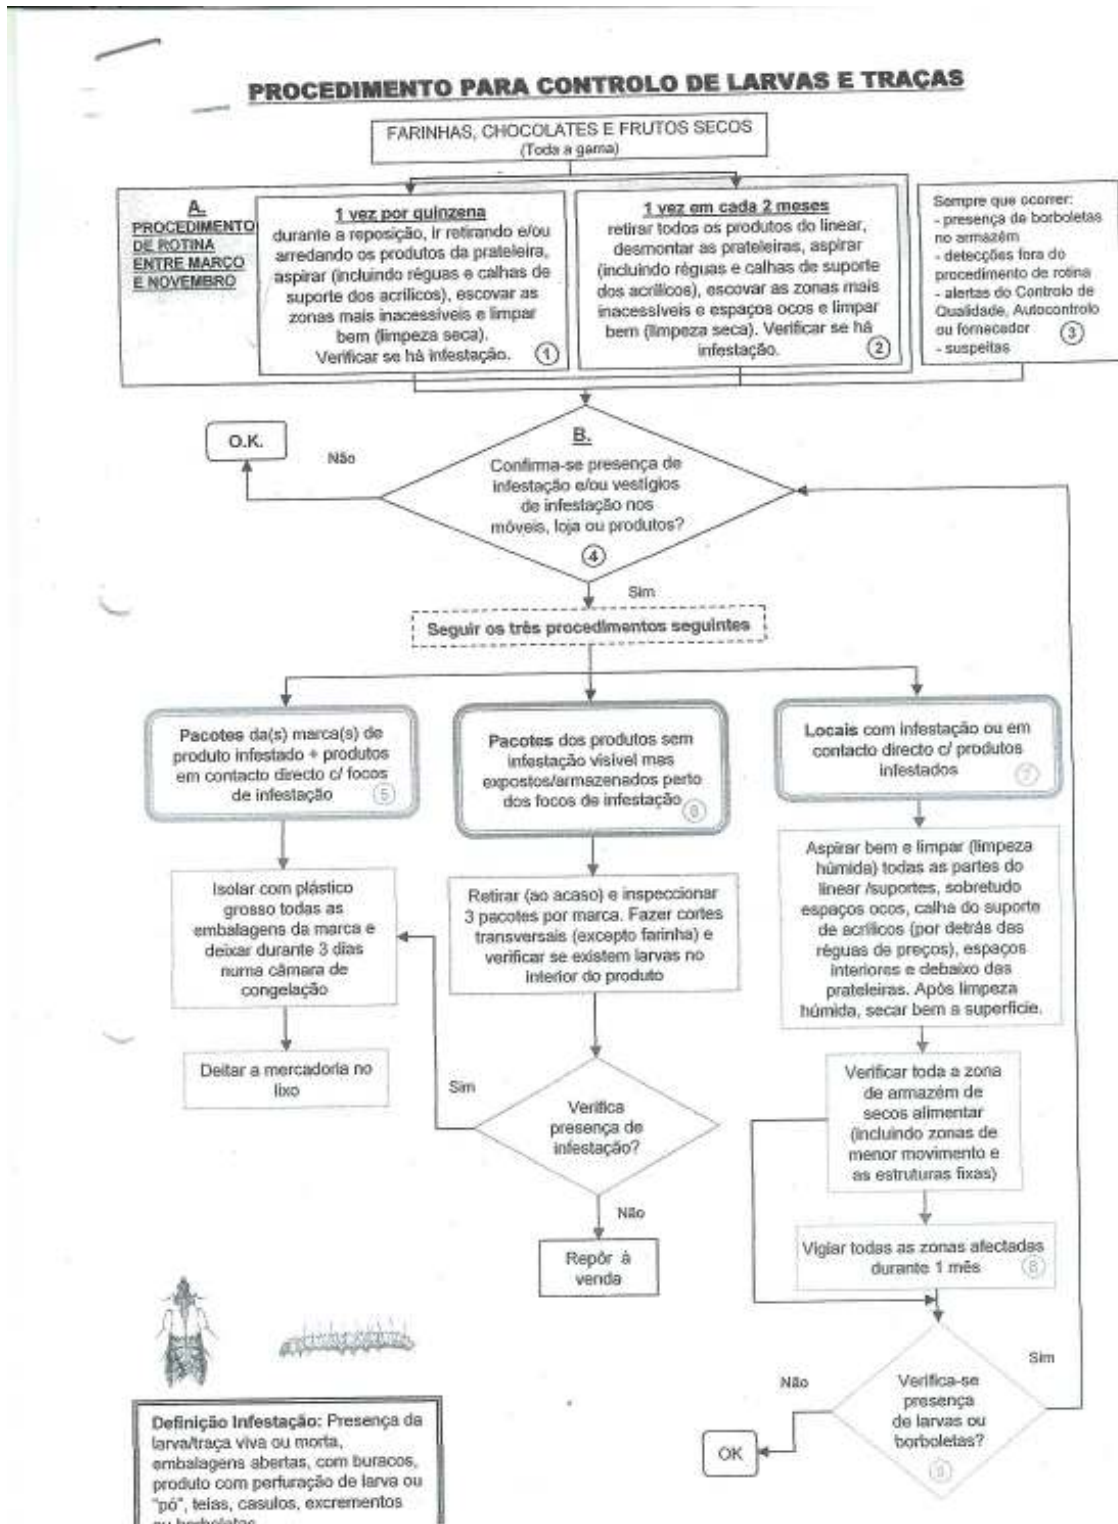 PROCEDIMENTO PARA CONTROLO DE LARVAS E TRAÇAS
FARINHAS, CHOCOLATES E FRUTOS SECOS
(Toda a gama)
A.
PROCEDIMENTO
DE ROTINA
ENTRE MARÇO
E NOVEMBRO
1 vez por quinzena
durante a reposição, ir retirando e/ou
arredando os produtos da prateleira,
aspirar (incluindo réguas e calhas de
suporte dos acrílicos), escovar as
zonas mais inacessíveis e limpar
bem (limpeza seca).
Verificar se há infestação.
1
1 vez em cada 2 meses
retirar todos os produtos do linear,
desmontar as prateleiras, aspirar
(incluindo réguas e calhas de suporte
dos acrílicos), escovar as zonas mais
inacessíveis e espaços ocos e limpar
bem (limpeza seca). Verificar se há
infestação.
2
Sempre que ocorrer:
- presença de borboletas
no armazém
- detecções fora do
procedimento de rotina
- alertas do Controlo de
Qualidade, Autocontrolo
ou fornecedor
- suspeitas
3
O.K.
Não
B.
Confirma-se presença de
infestação e/ou vestígios
de infestação nos
móveis, loja ou produtos?
4
Sim
Seguir os três procedimentos seguintes
Pacotes da(s) marca(s) de
produto infestado + produtos
em contacto directo c/ focos
de infestação
5
Pacotes dos produtos sem
infestação visível mas
expostos/armazenados perto
dos focos de infestação
6
Locais com infestação ou em
contacto directo c/ produtos
infestados
7
Isolar com plástico
grosso todas as
embalagens da marca e
deixar durante 3 dias
numa câmara de
congelação
Deitar a mercadoria no
lixo
Retirar (ao acaso) e inspeccionar
3 pacotes por marca. Fazer cortes
transversais (excepto farinha) e
verificar se existem larvas no
interior do produto
Sim
Verifica
presença de
infestação?
Não
Repôr à
venda
Aspirar bem e limpar (limpeza
húmida) todas as partes do
linear /suportes, sobretudo
espaços ocos, calha do suporte
de acrílicos (por detrás das
réguas de preços), espaços
interiores e debaixo das
prateleiras. Após limpeza
húmida, secar bem a superfície.
Verificar toda a zona
de armazém de
secos alimentar
(incluindo zonas de
menor movimento e
as estruturas fixas)
Vigiar todas as zonas afectadas
durante 1 mês
8
Não
Verifica-se
presença
de larvas ou
borboletas?
9
Sim
OK
Definição Infestação: Presença da
larva/traça viva ou morta,
embalagens abertas, com buracos,
produto com perfuração de larva ou
"pó", teias, casulos, excrementos
ou borboletas